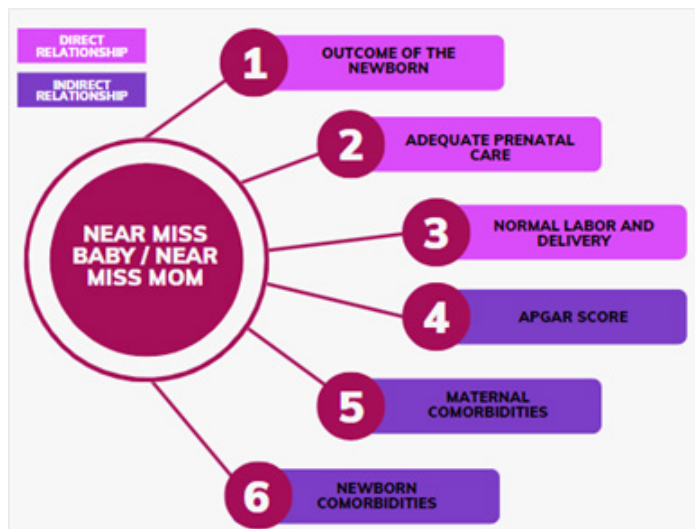 DIRECT
RELATIONSHIP
INDIRECT
RELATIONSHIP
1
OUTCOME OF THE
NEWBORN
2
ADEQUATE PRENATAL
CARE
NEAR MISS
BABY / NEAR
MISS MOM
3
NORMAL LABOR AND
DELIVERY
4
APGAR SCORE
5
MATERNAL
COMORBIDITIES
6
NEWBORN
COMORBIDITIES